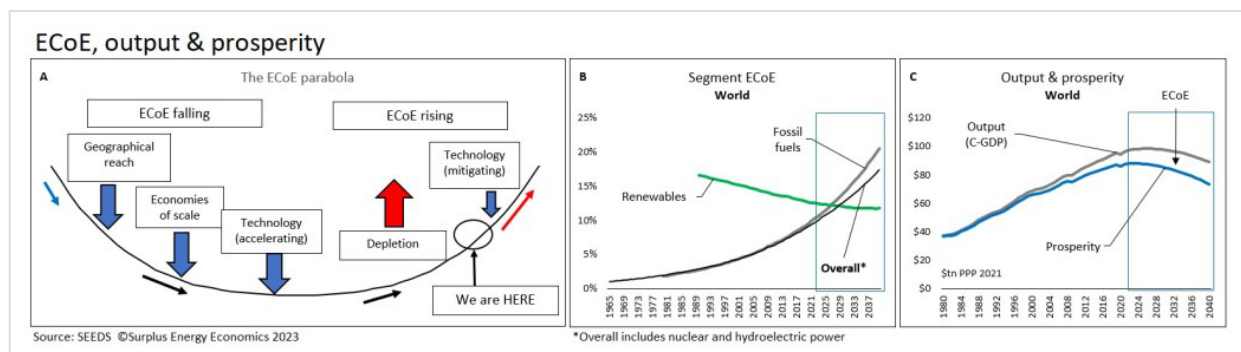 ECoE, output & prosperity
A
The ECoE parabola
ECoE falling
ECoE rising
Geographical
reach
Economies
of scale
Technology
(accelerating)
Depletion
Technology
(mitigating)
We are HERE
B
Segment ECoE
World
25%
20%
15%
10%
5%
0%
Fossil
fuels
Renewables
Overall*
1965
1969
1973
1977
1981
1985
1989
1993
1997
2001
2005
2009
2013
2017
2021
2025
2029
2033
2037
C
Output & prosperity
World
$120
$100
$80
$60
$40
$20
$0
ECoE
Output
(C-GDP)
Prosperity
$tn PPP 2021
1980
1984
1988
1992
1996
2000
2004
2008
2012
2016
2020
2024
2028
2032
2036
2040
Source: SEEDS ©Surplus Energy Economics 2023
*Overall includes nuclear and hydroelectric power